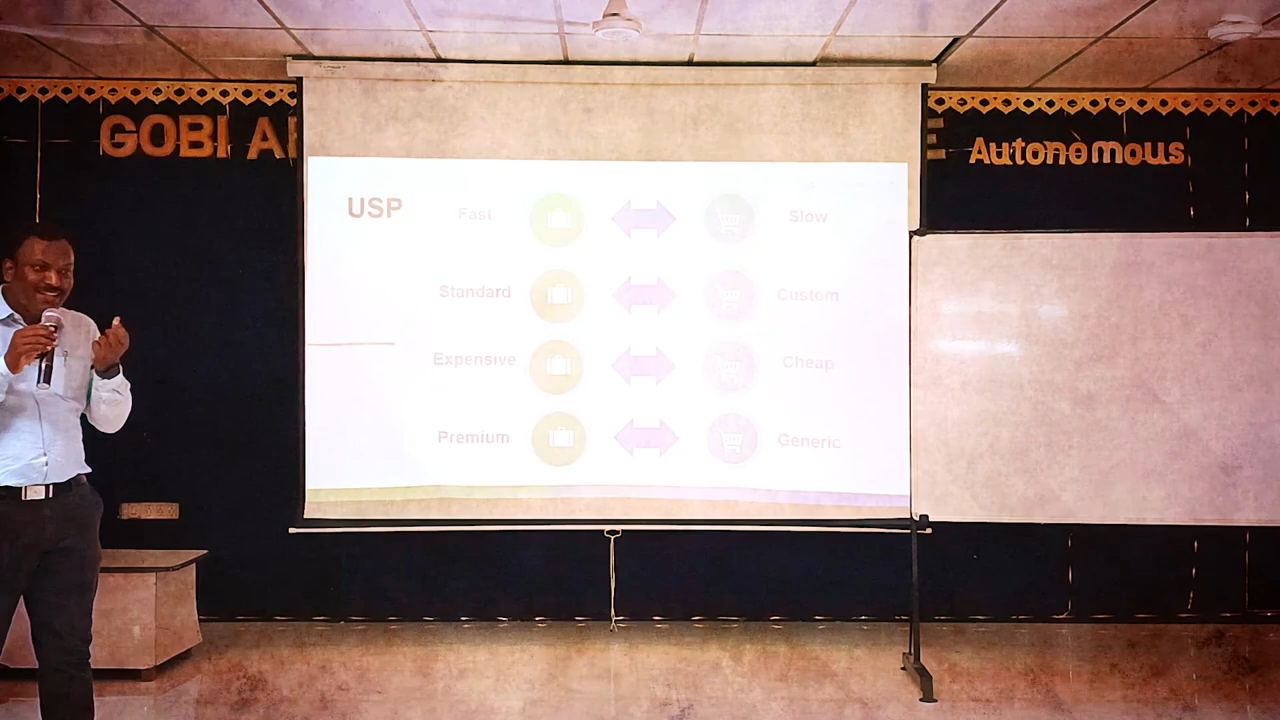 GOBI A
Autonomous
USP
Fast Slow
Standard Custom
Expensive Cheap
Premium Generic